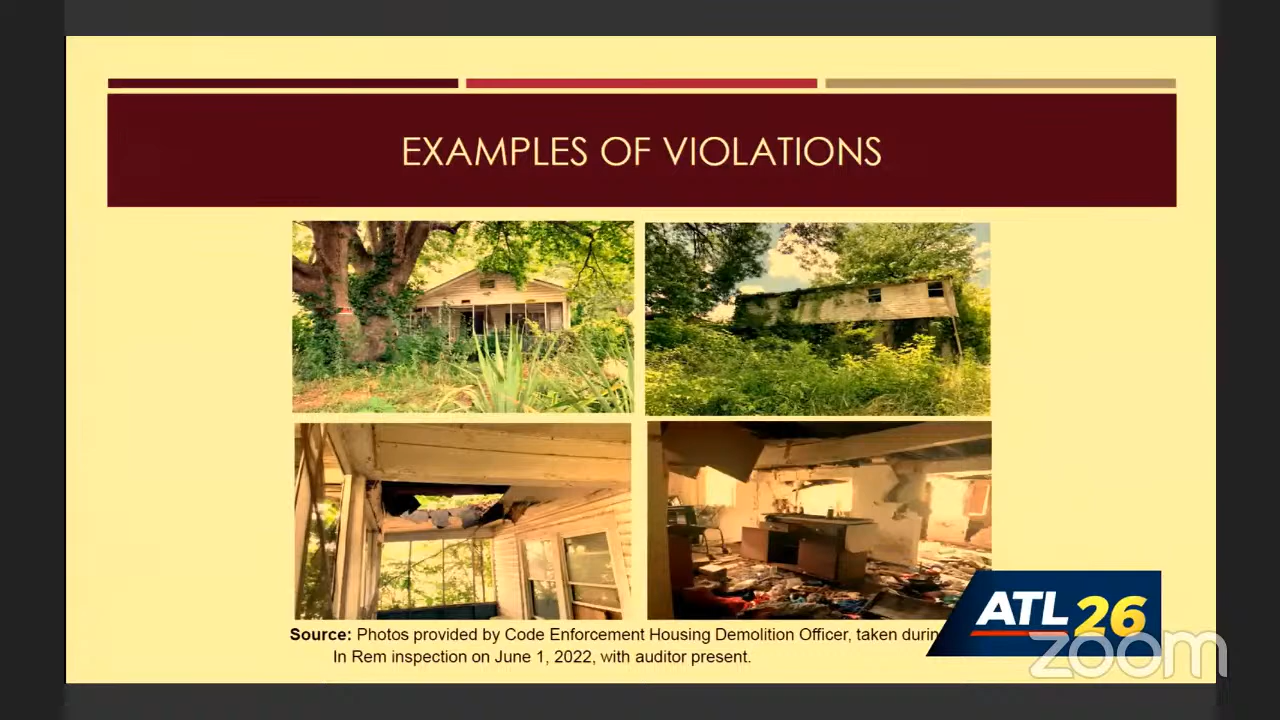 EXAMPLES OF VIOLATIONS
Source: Photos provided by Code Enforcement Housing Demolition Officer, taken
In Rem inspection on June 1, 2022, with auditor present.
ATL 26
zoom